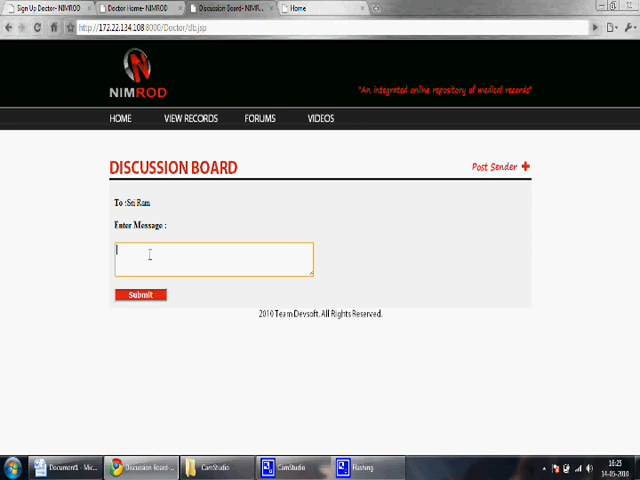 Sign Up Doctor- NIMROD
Doctor Home- NIMROD
Discussion Board- NIMR...
Home
http://172.22.134.108:8000/Doctor/db.jsp
NIMROD
"An integrated online repository of medical records"
HOME
VIEW RECORDS
FORUMS
VIDEOS
DISCUSSION BOARD
Post Sender
To :Sri Ram
Enter Message :
Submit
2010 Team Devsoft. All Rights Reserved.
Document1 - Mic...
Discussion Board-...
CamStudio
CamStudio
Flashing
16:25
14-05-2010